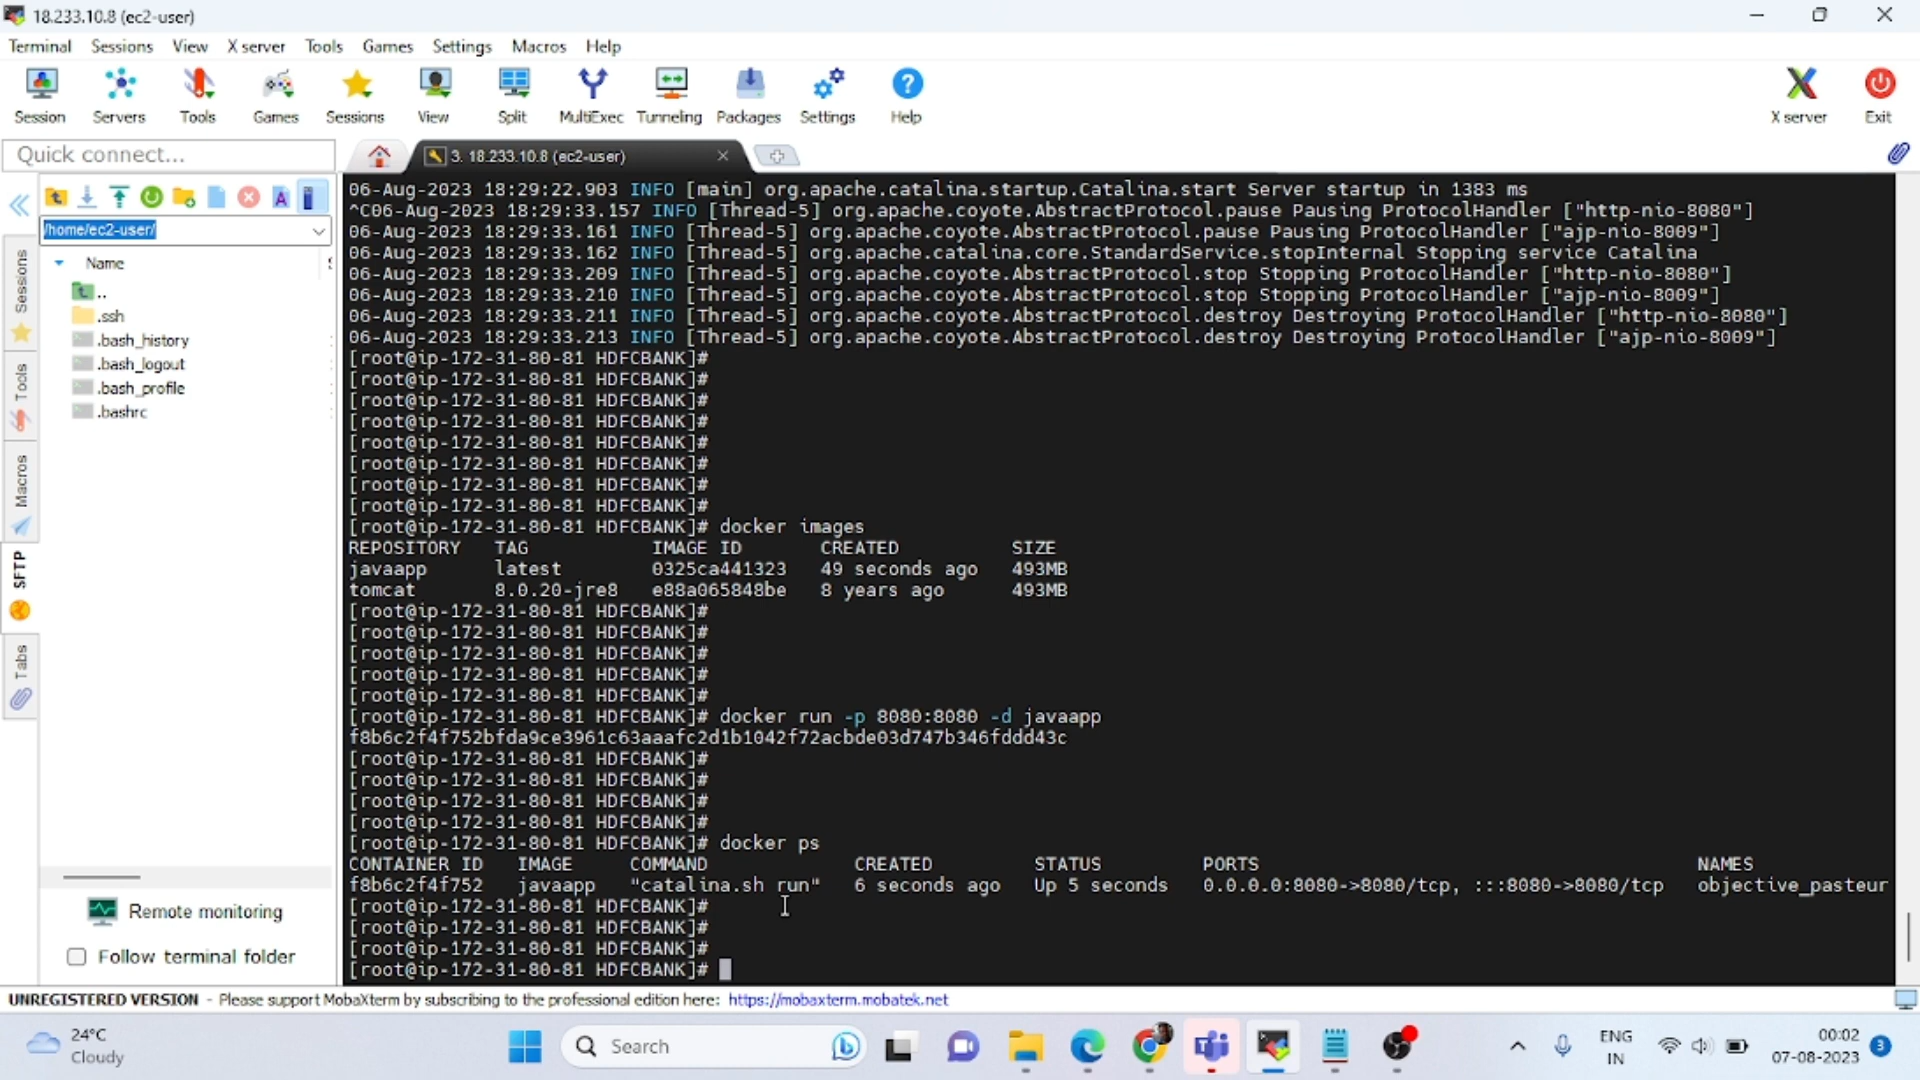 18.233.10.8 (ec2-user)
Terminal Sessions View X server Tools Games Settings Macros Help
Session Servers Tools Games Sessions View Split MultiExec Tunneling Packages Settings Help X server Exit
Quick connect...
3. 18.233.10.8 (ec2-user)
/home/ec2-user/
Name
..
.ssh
.bash_history
.bash_logout
.bash_profile
.bashrc
Sessions
Tools
Macros
SFTP
Tabs
Remote monitoring
Follow terminal folder
06-Aug-2023 18:29:22.903 INFO [main] org.apache.catalina.startup.Catalina.start Server startup in 1383 ms
^C06-Aug-2023 18:29:33.157 INFO [Thread-5] org.apache.coyote.AbstractProtocol.pause Pausing ProtocolHandler ["http-nio-8080"]
06-Aug-2023 18:29:33.161 INFO [Thread-5] org.apache.coyote.AbstractProtocol.pause Pausing ProtocolHandler ["ajp-nio-8009"]
06-Aug-2023 18:29:33.162 INFO [Thread-5] org.apache.catalina.core.StandardService.stopInternal Stopping service Catalina
06-Aug-2023 18:29:33.209 INFO [Thread-5] org.apache.coyote.AbstractProtocol.stop Stopping ProtocolHandler ["http-nio-8080"]
06-Aug-2023 18:29:33.210 INFO [Thread-5] org.apache.coyote.AbstractProtocol.stop Stopping ProtocolHandler ["ajp-nio-8009"]
06-Aug-2023 18:29:33.211 INFO [Thread-5] org.apache.coyote.AbstractProtocol.destroy Destroying ProtocolHandler ["http-nio-8080"]
06-Aug-2023 18:29:33.213 INFO [Thread-5] org.apache.coyote.AbstractProtocol.destroy Destroying ProtocolHandler ["ajp-nio-8009"]
[root@ip-172-31-80-81 HDFCBANK]#
[root@ip-172-31-80-81 HDFCBANK]#
[root@ip-172-31-80-81 HDFCBANK]#
[root@ip-172-31-80-81 HDFCBANK]#
[root@ip-172-31-80-81 HDFCBANK]#
[root@ip-172-31-80-81 HDFCBANK]#
[root@ip-172-31-80-81 HDFCBANK]#
[root@ip-172-31-80-81 HDFCBANK]#
[root@ip-172-31-80-81 HDFCBANK]# docker images
REPOSITORY TAG IMAGE ID CREATED SIZE
javaapp latest 0325ca441323 49 seconds ago 493MB
tomcat 8.0.20-jre8 e88a065848be 8 years ago 493MB
[root@ip-172-31-80-81 HDFCBANK]#
[root@ip-172-31-80-81 HDFCBANK]#
[root@ip-172-31-80-81 HDFCBANK]#
[root@ip-172-31-80-81 HDFCBANK]#
[root@ip-172-31-80-81 HDFCBANK]#
[root@ip-172-31-80-81 HDFCBANK]# docker run -p 8080:8080 -d javaapp
f8b6c2f4f752bfda9ce3961c63aaafc2d1b1042f72acbde03d747b346fddd43c
[root@ip-172-31-80-81 HDFCBANK]#
[root@ip-172-31-80-81 HDFCBANK]#
[root@ip-172-31-80-81 HDFCBANK]#
[root@ip-172-31-80-81 HDFCBANK]#
[root@ip-172-31-80-81 HDFCBANK]# docker ps
CONTAINER ID IMAGE COMMAND CREATED STATUS PORTS NAMES
f8b6c2f4f752 javaapp "catalina.sh run" 6 seconds ago Up 5 seconds 0.0.0.0:8080->8080/tcp, :::8080->8080/tcp objective_pasteur
[root@ip-172-31-80-81 HDFCBANK]#
[root@ip-172-31-80-81 HDFCBANK]#
[root@ip-172-31-80-81 HDFCBANK]#
[root@ip-172-31-80-81 HDFCBANK]#
UNREGISTERED VERSION - Please support MobaXterm by subscribing to the professional edition here: https://mobaxterm.mobatek.net
24°C
Cloudy
Search
ENG
IN
00:02
07-08-2023
3